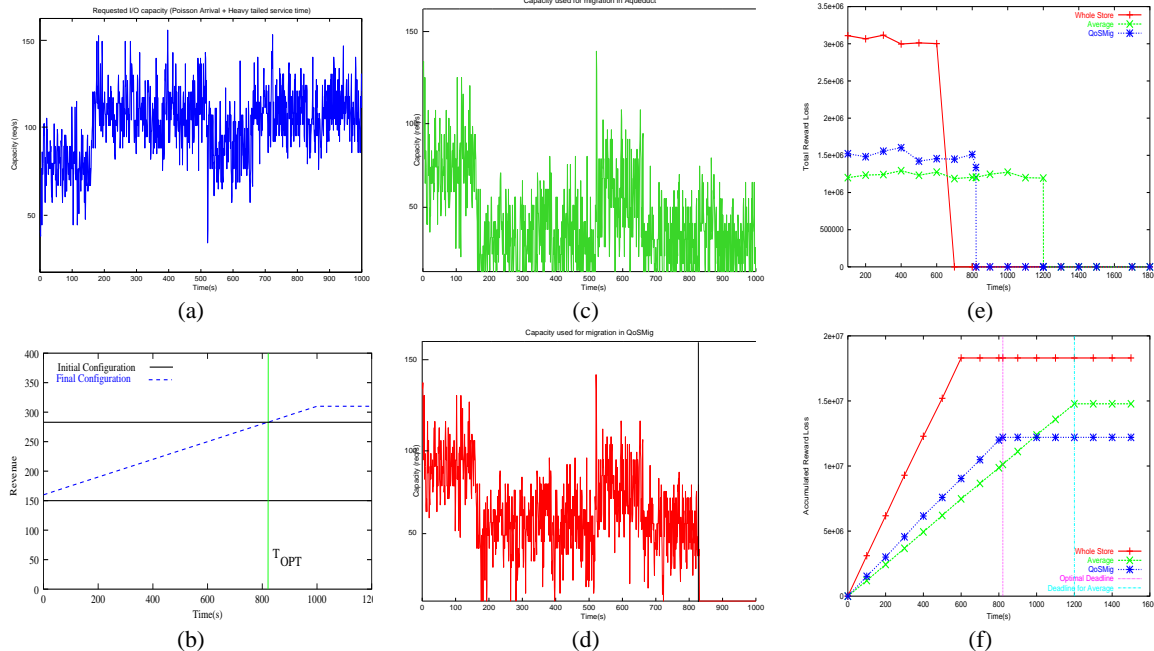 Requested I/O capacity (Poisson Arrival + Heavy tailed service time)
Capacity (req/s)
150
100
50
0 100 200 300 400 500 600 700 800 900 1000
Time(s)
(a)
Capacity used for migration in Aqueduct
Capacity (req/s)
150
100
50
0 100 200 300 400 500 600 700 800 900 1000
Time(s)
(c)
Total Reward Loss
3.5e+06
3e+06
2.5e+06
2e+06
1.5e+06
1e+06
500000
0
Whole Store
Average
QoSMig
200 400 600 800 1000 1200 1400 1600 1800
Time(s)
(e)
Revenue
400
350
300
250
200
150
100
50
0
Initial Configuration
Final Configuration
T OPT
0 200 400 600 800 1000 120
Time(s)
(b)
Capacity used for migration in QoSMig
Capacity (req/s)
150
100
50
0 100 200 300 400 500 600 700 800 900 1000
Time(s)
(d)
Accumulated Reward Loss
2e+07
1.5e+07
1e+07
5e+06
0
Whole Store
Average
QoSMig
Optimal Deadline
Deadline for Average
0 200 400 600 800 1000 1200 1400 1600
Time(s)
(f)